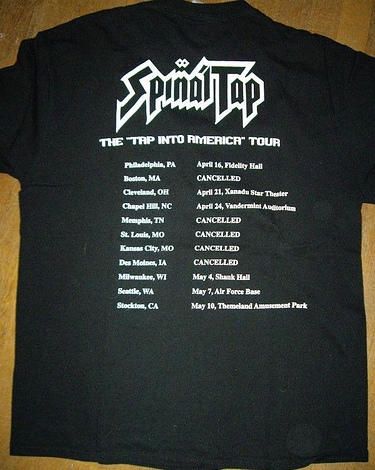 Spın̈al Tap
THE "TAP INTO AMERICA" TOUR
Philadelphia, PA April 16, Fidelity Hall
Boston, MA CANCELLED
Cleveland, OH April 21, Xanadu Star Theater
Chapel Hill, NC April 24, Vandermint Auditorium
Memphis, TN CANCELLED
St. Louis, MO CANCELLED
Kansas City, MO CANCELLED
Des Moines, IA CANCELLED
Milwaukee, WI May 4, Shank Hall
Seattle, WA May 7, Air Force Base
Stockton, CA May 10, Themeland Amusement Park